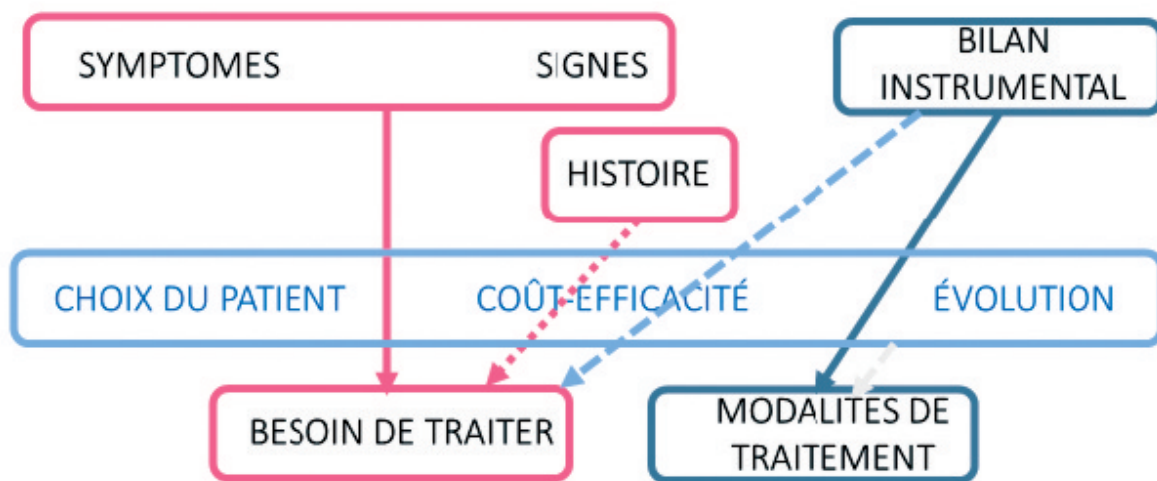 SYMPTOMES SIGNES
BILAN
INSTRUMENTAL
HISTOIRE
CHOIX DU PATIENT COÛT-EFFICACITÉ ÉVOLUTION
BESOIN DE TRAITER
MODALITES DE
TRAITEMENT